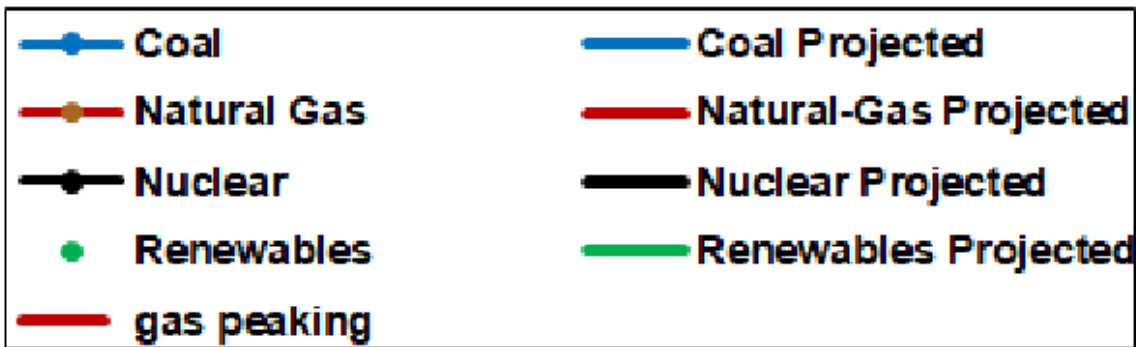 Coal
Coal Projected
Natural Gas
Natural-Gas Projected
Nuclear
Nuclear Projected
Renewables
Renewables Projected
gas peaking